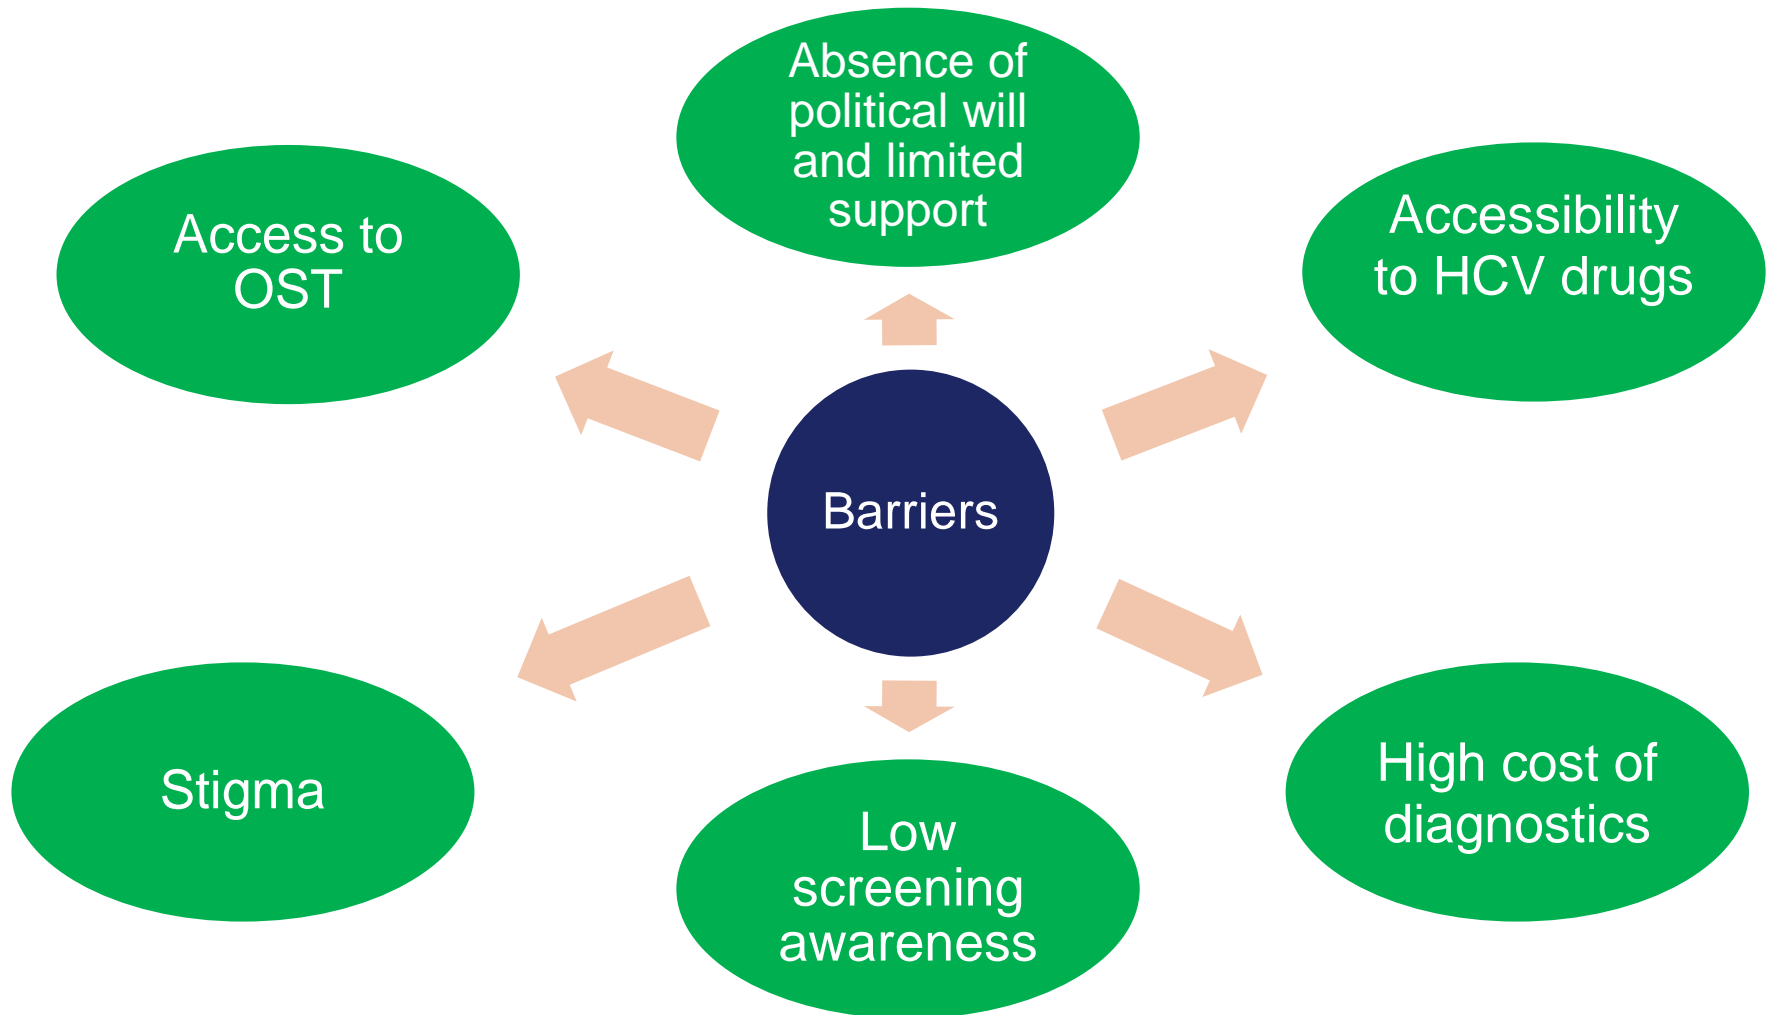 Absence of
political will
and limited
support
Access to
OST
Accessibility
to HCV drugs
Barriers
Stigma
High cost of
diagnostics
Low
screening
awareness